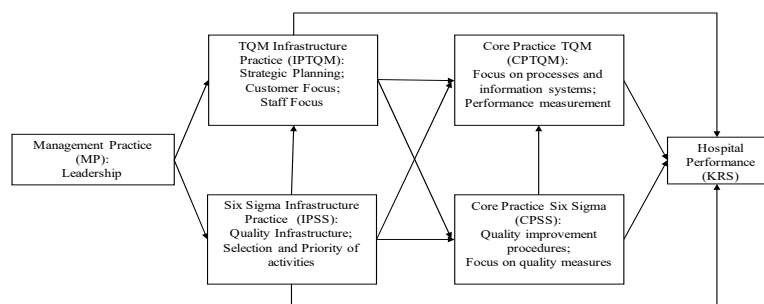 TQM Infrastructure
Practice (IPTQM):
Strategic Planning;
Customer Focus;
Staff Focus
Core Practice TQM
(CPTQM):
Focus on processes and
information systems;
Performance measurement
Management Practice
(MP):
Leadership
Hospital
Performance
(KRS)
Six Sigma Infrastructure
Practice (IPSS):
Quality Infrastructure;
Selection and Priority of
activities
Core Practice Six Sigma
(CPSS):
Quality improvement
procedures;
Focus on quality measures